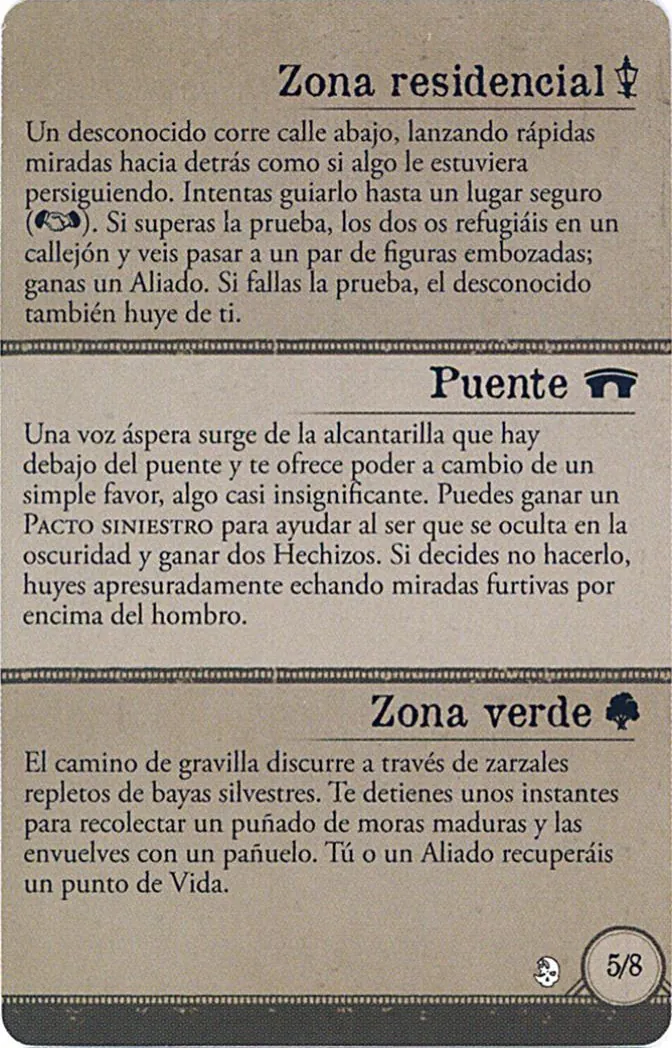 Zona residencial
Un desconocido corre calle abajo, lanzando rápidas
miradas hacia detrás como si algo le estuviera
persiguiendo. Intentas guiarlo hasta un lugar seguro
(). Si superas la prueba, los dos os refugiáis en un
callejón y veis pasar a un par de figuras embozadas;
ganas un Aliado. Si fallas la prueba, el desconocido
también huye de ti.
Puente
Una voz áspera surge de la alcantarilla que hay
debajo del puente y te ofrece poder a cambio de un
simple favor, algo casi insignificante. Puedes ganar un
PACTO SINIESTRO para ayudar al ser que se oculta en la
oscuridad y ganar dos Hechizos. Si decides no hacerlo,
huyes apresuradamente echando miradas furtivas por
encima del hombro.
Zona verde
El camino de gravilla discurre a través de zarzales
repletos de bayas silvestres. Te detienes unos instantes
para recolectar un puñado de moras maduras y las
envuelves con un pañuelo. Tú o un Aliado recuperáis
un punto de Vida.
5/8